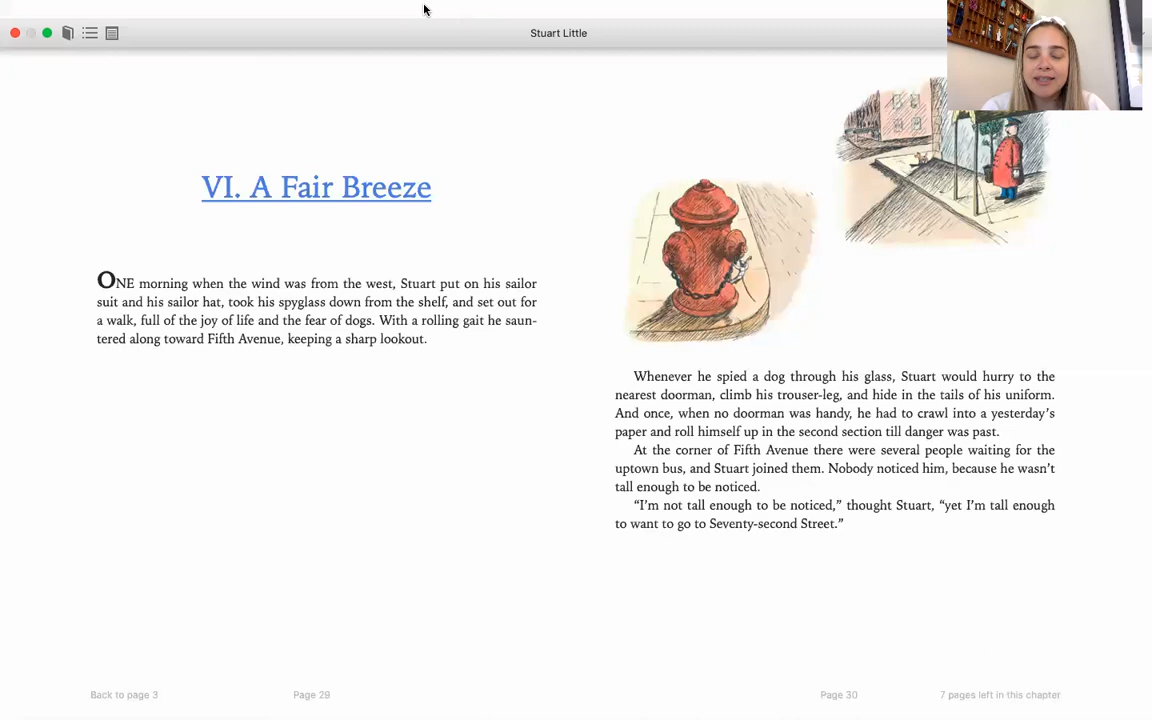 Stuart Little
VI. A Fair Breeze
ONE morning when the wind was from the west, Stuart put on his sailor
suit and his sailor hat, took his spyglass down from the shelf, and set out for
a walk, full of the joy of life and the fear of dogs. With a rolling gait he saun-
tered along toward Fifth Avenue, keeping a sharp lookout.
Whenever he spied a dog through his glass, Stuart would hurry to the
nearest doorman, climb his trouser-leg, and hide in the tails of his uniform.
And once, when no doorman was handy, he had to crawl into a yesterday’s
paper and roll himself up in the second section till danger was past.
At the corner of Fifth Avenue there were several people waiting for the
uptown bus, and Stuart joined them. Nobody noticed him, because he wasn’t
tall enough to be noticed.
“I’m not tall enough to be noticed,” thought Stuart, “yet I’m tall enough
to want to go to Seventy-second Street.”
Back to page 3
Page 29
Page 30
7 pages left in this chapter